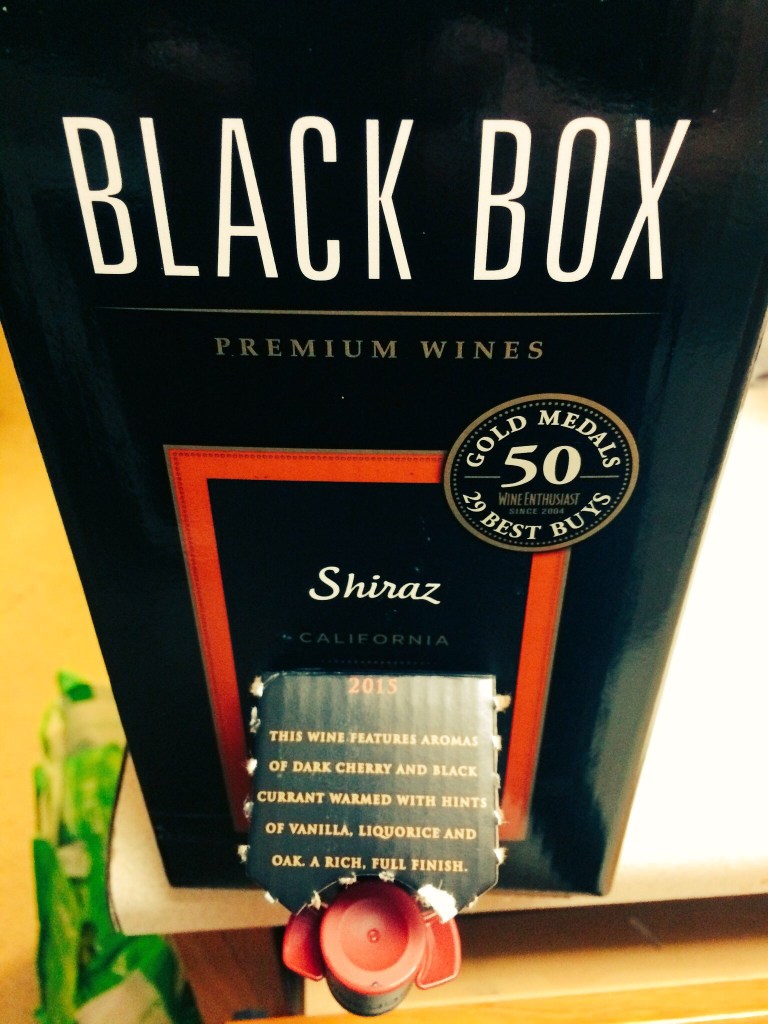 BLACK BOX
PREMIUM WINES
GOLD MEDALS
50
WINE ENTHUSIAST
SINCE 2004
29 BEST BUYS
Shiraz
CALIFORNIA
2015
THIS WINE FEATURES AROMAS
OF DARK CHERRY AND BLACK
CURRANT WARMED WITH HINTS
OF VANILLA, LIQUORICE AND
OAK. A RICH, FULL FINISH.